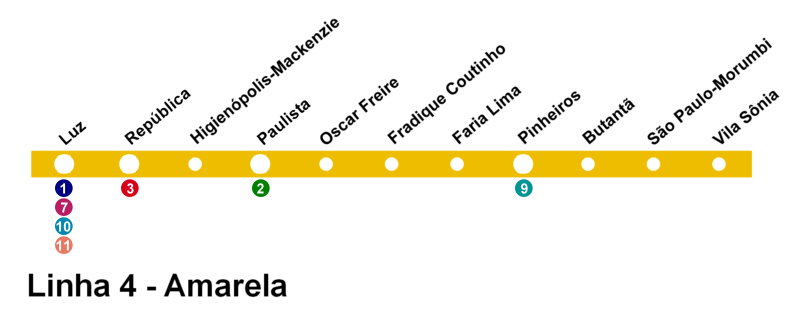 Luz
República
Higienópolis-Mackenzie
Paulista
Oscar Freire
Fradique Coutinho
Faria Lima
Pinheiros
Butantã
São Paulo-Morumbi
Vila Sônia
1
3
2
9
7
10
11
Linha 4 - Amarela